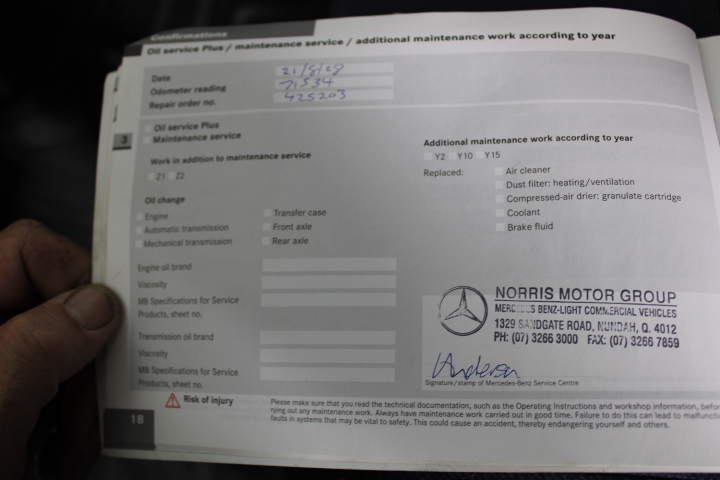 Confirmations
Oil service Plus / maintenance service / additional maintenance work according to year
Date 21/5/08
Odometer reading 71534
Repair order no. 425203
3
Oil service Plus
Maintenance service
Work in addition to maintenance service
Z1 Z2
Oil change
Engine
Automatic transmission
Mechanical transmission
Transfer case
Front axle
Rear axle
Engine oil brand
Viscosity
MB Specifications for Service
Products, sheet no.
Transmission oil brand
Viscosity
MB Specifications for Service
Products, sheet no.
Additional maintenance work according to year
Y2 Y10 Y15
Replaced:
Air cleaner
Dust filter: heating/ventilation
Compressed-air drier: granulate cartridge
Coolant
Brake fluid
NORRIS MOTOR GROUP
MERCEDES BENZ-LIGHT COMMERCIAL VEHICLES
1329 SANDGATE ROAD, NUNDAH, Q. 4012
PH: (07) 3266 3000 FAX: (07) 3266 7859
Signature/stamp of Mercedes-Benz Service Centre
Risk of injury
Please make sure that you read the technical documentation, such as the Operating Instructions and workshop information, befor
rying out any maintenance work. Always have maintenance work carried out in good time. Failure to do this can lead to malfuncti
faults in systems that may be vital to safety. This could cause an accident, thereby endangering yourself and others.
18